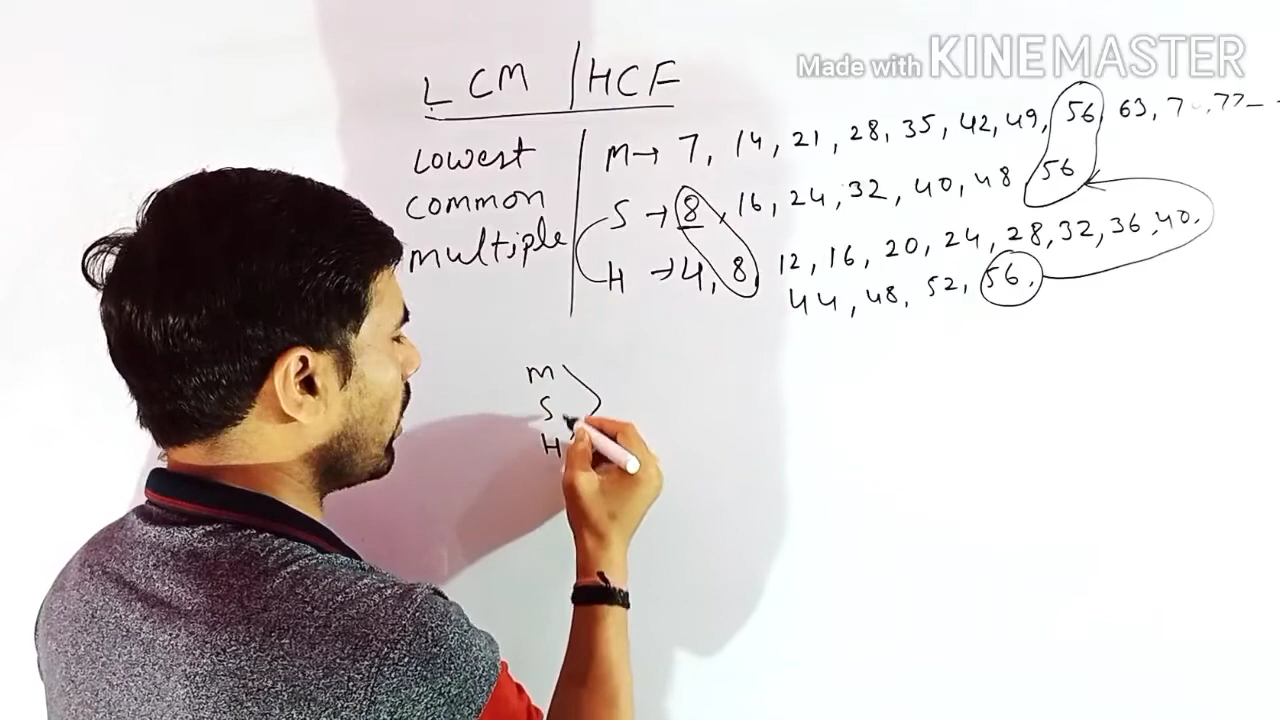 Made with KINEMASTER
LCM / HCF
Lowest
common
multiple
M → 7, 14, 21, 28, 35, 42, 49, 56, 63, 7 , 77
S → 8, 16, 24, 32, 40, 48 56
H → 4, 8, 12, 16, 20, 24, 28, 32, 36, 40.
44, 48, 52, 56.
M
S
H